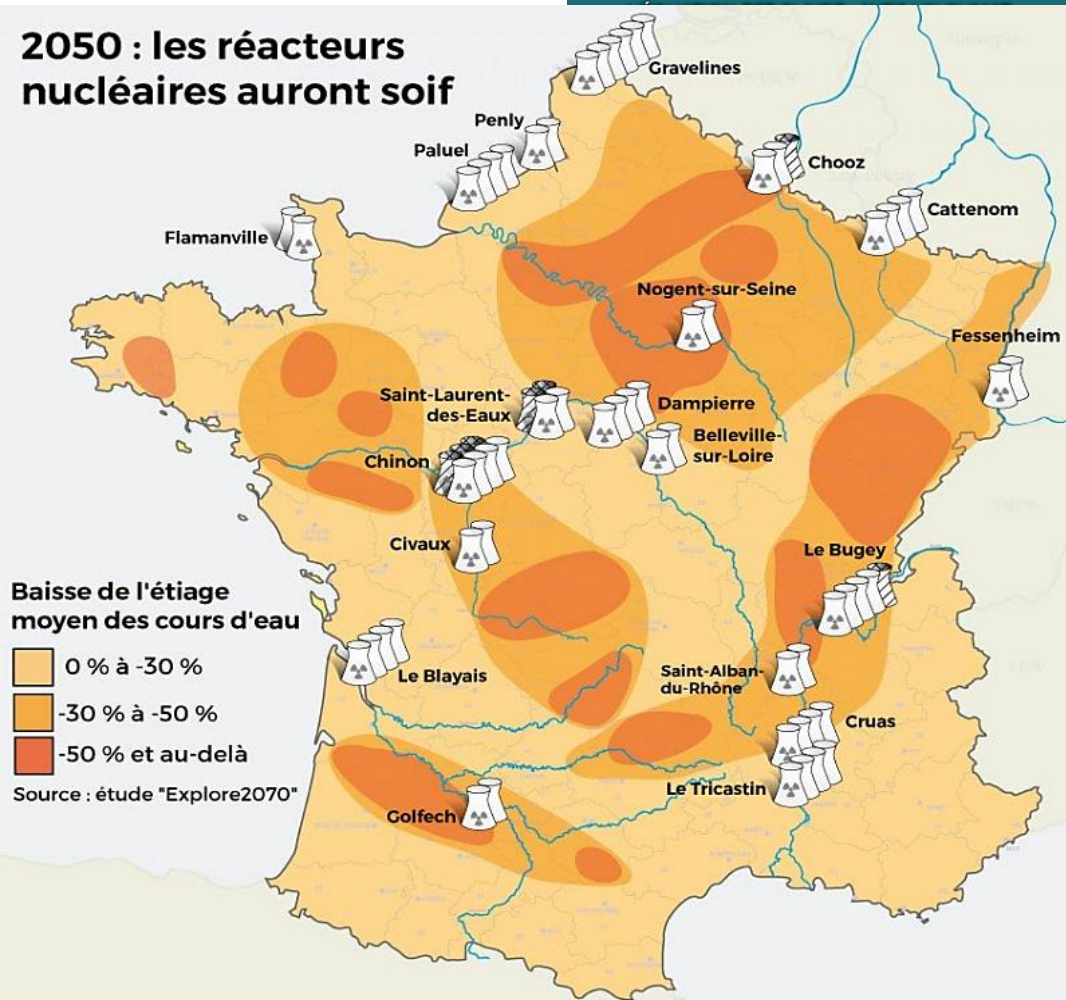 2050 : les réacteurs
nucléaires auront soif
Gravelines
Penly
Paluel
Chooz
Cattenom
Flamanville
Nogent-sur-Seine
Fessenheim
Saint-Laurent-
des-Eaux
Dampierre
Belleville-
sur-Loire
Chinon
Civaux
Le Bugey
Baisse de l'étiage
moyen des cours d'eau
0 % à -30 %
-30 % à -50 %
-50 % et au-delà
Source : étude "Explore2070"
Le Blayais
Saint-Alban-
du-Rhône
Cruas
Le Tricastin
Golfech